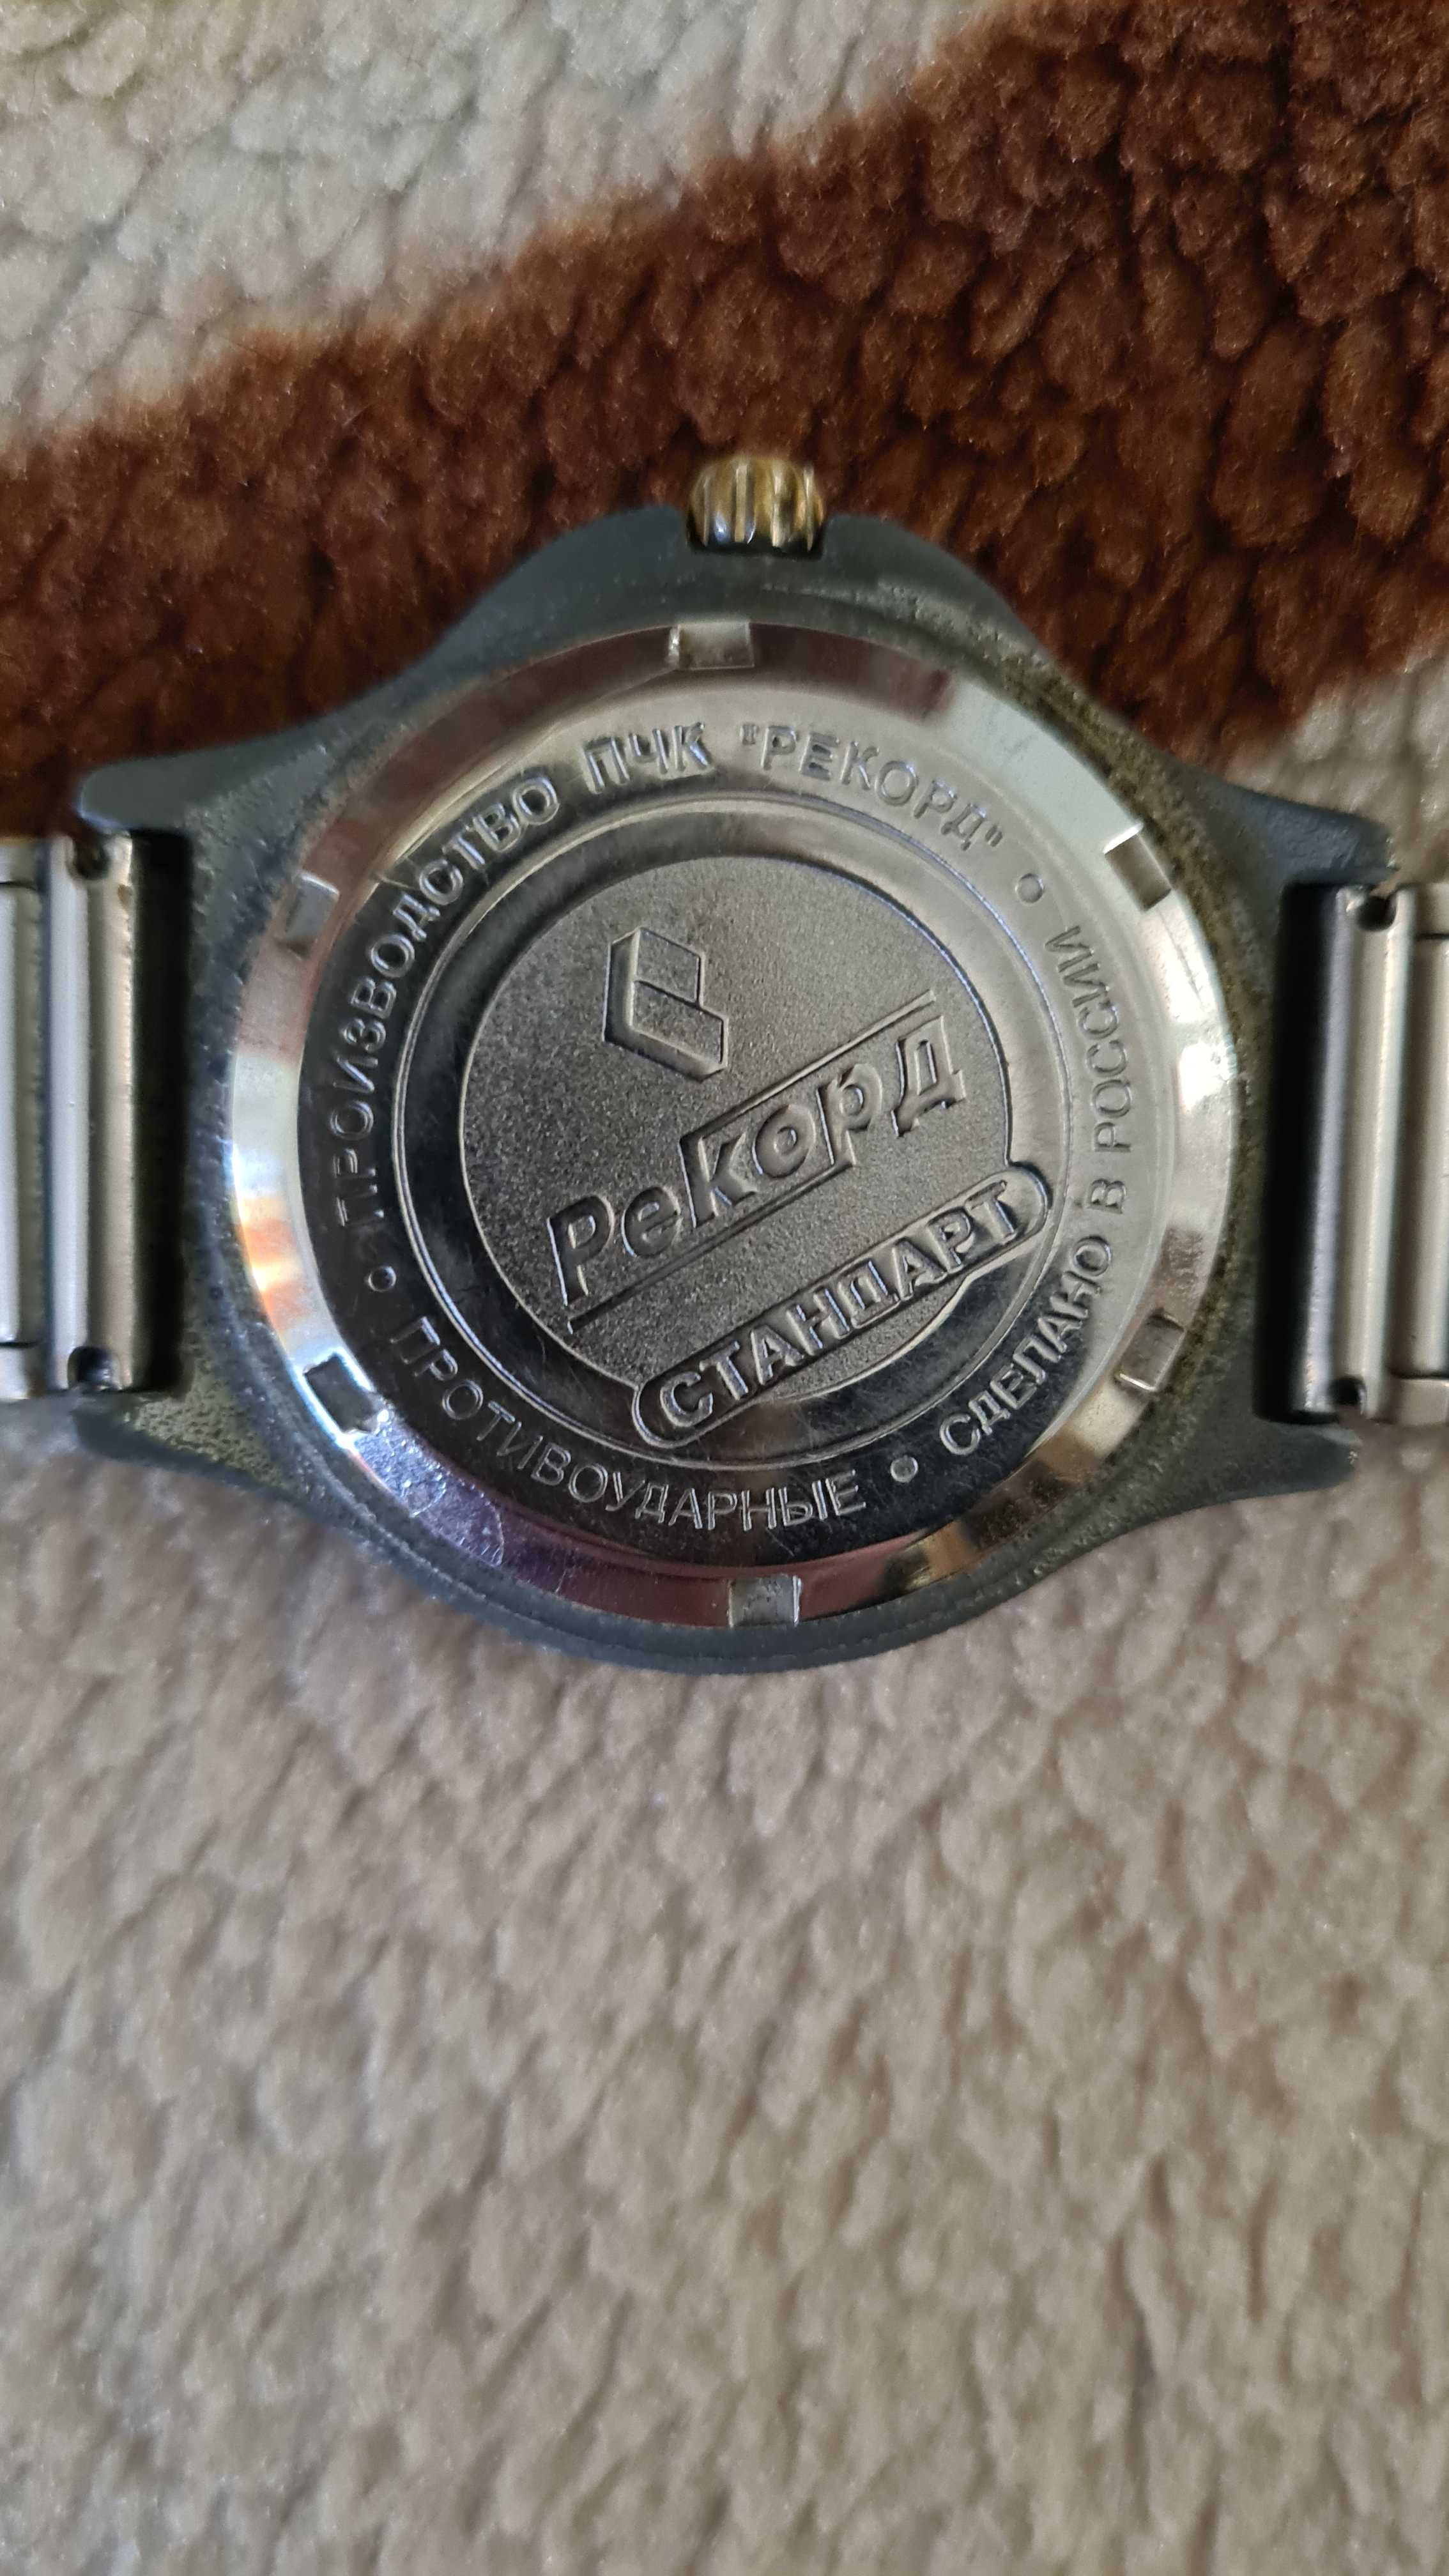 ПРОИЗВОДСТВО ПЧК "РЕКОРД" • СДЕЛАНО В РОССИИ • ПРОТИВОУДАРНЫЕ •
Рекорд
СТАНДАРТ